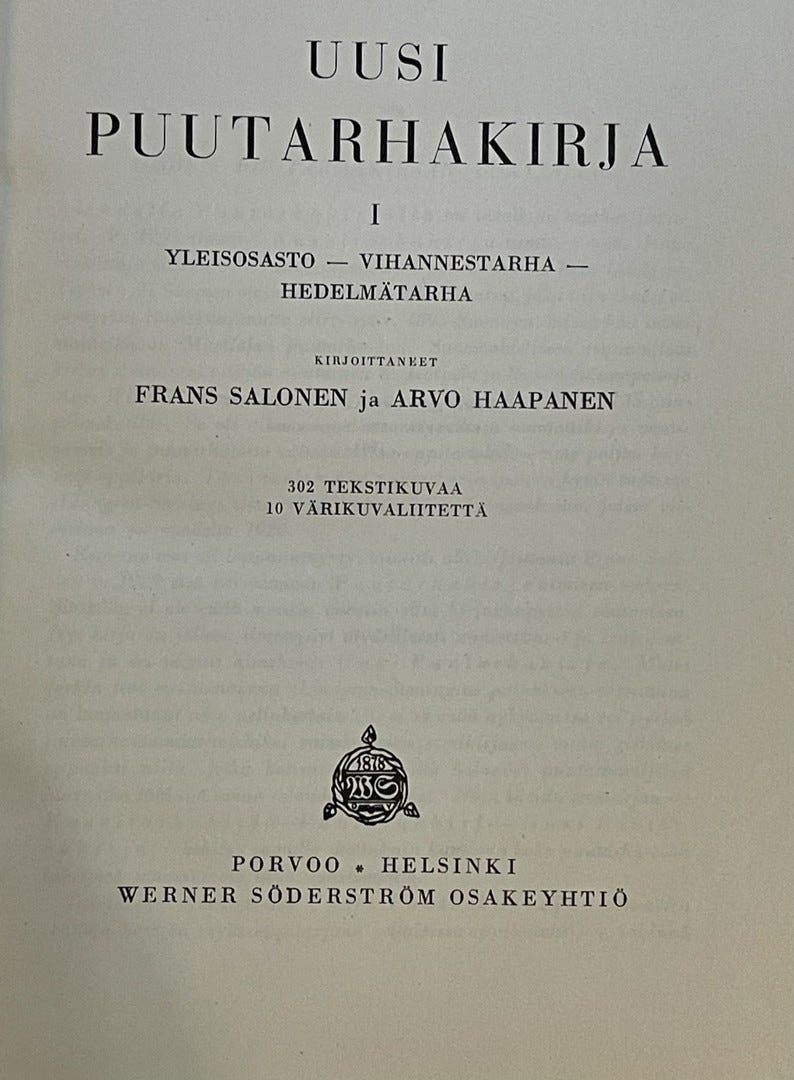 UUSI
PUUTARHAKIRJA
I
YLEISOSASTO — VIHANNESTARHA —
HEDELMÄTARHA
KIRJOITTANEET
FRANS SALONEN ja ARVO HAAPANEN
302 TEKSTIKUVAA
10 VÄRIKUVALIITETTÄ
1878
WS
O Y
PORVOO * HELSINKI
WERNER SÖDERSTRÖM OSAKEYHTIÖ